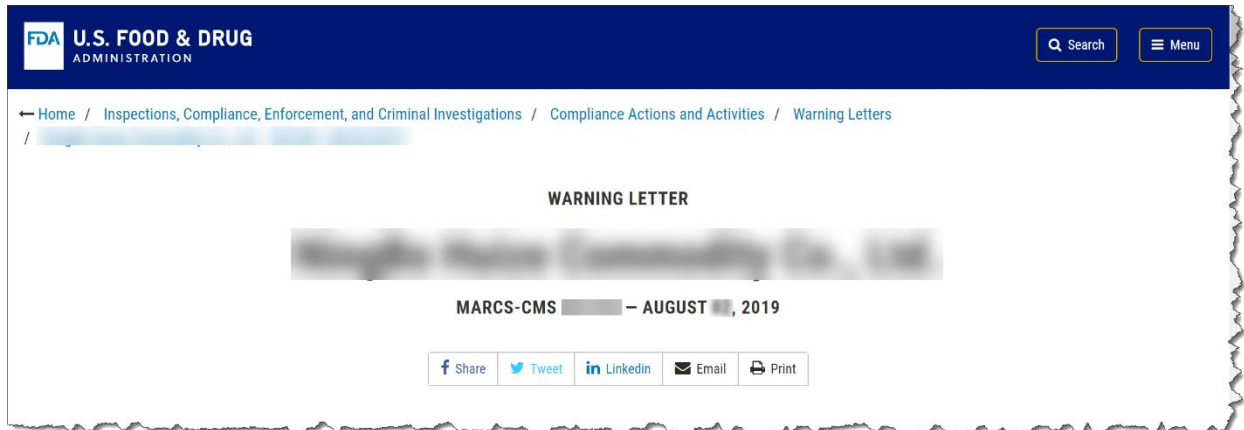 FDA U.S. FOOD & DRUG
ADMINISTRATION
Search
Menu
Home / Inspections, Compliance, Enforcement, and Criminal Investigations / Compliance Actions and Activities / Warning Letters
/
WARNING LETTER
MARCS-CMS — AUGUST , 2019
Share Tweet Linkedin Email Print